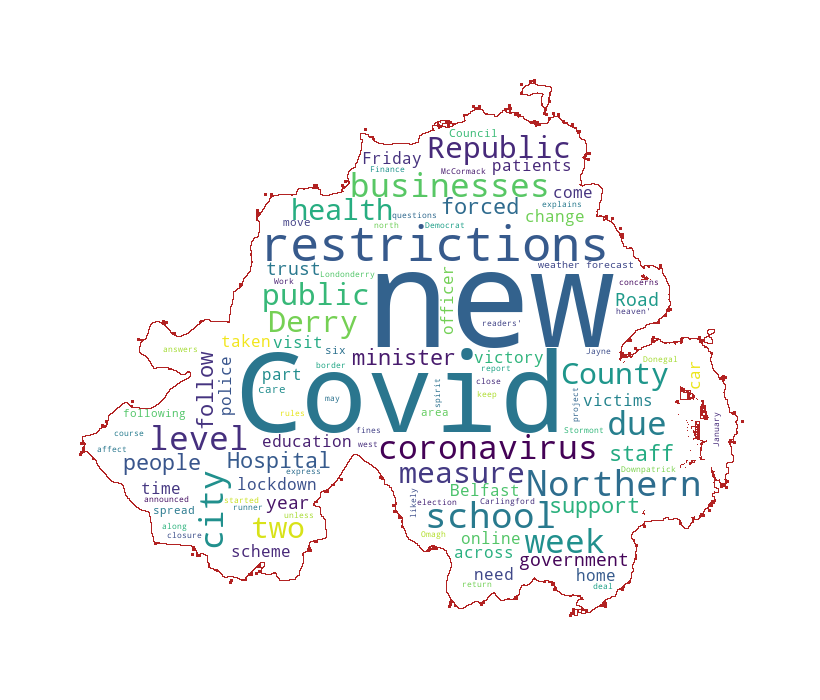 Council
Friday Republic
Finance McCormack patients
businesses come
health questions forced explains
move north Democrat change
restrictions
trust Londonderry officer weather forecast concerns
Work new
public readers' Road
heaven'
Derry
taken visit six minister victory Jayne Donegal
answers
follow police part border Covid report County car
care may spirit close keep project victims
following rules area
course level fines coronavirus due Stormont January
affect education west staff
people Hospital express measure Downpatrick
time lockdown Northern
announced city started runner year likely election Belfast Carlingford support
spread two unless school
along Omagh online week
closure scheme across government
need home
return deal